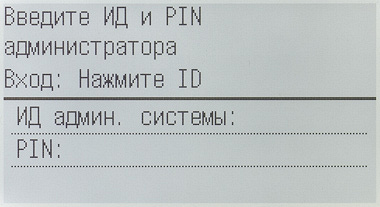 Введите ИД и PIN
администратора
Вход: Нажмите ID
ИД админ. системы:
PIN: